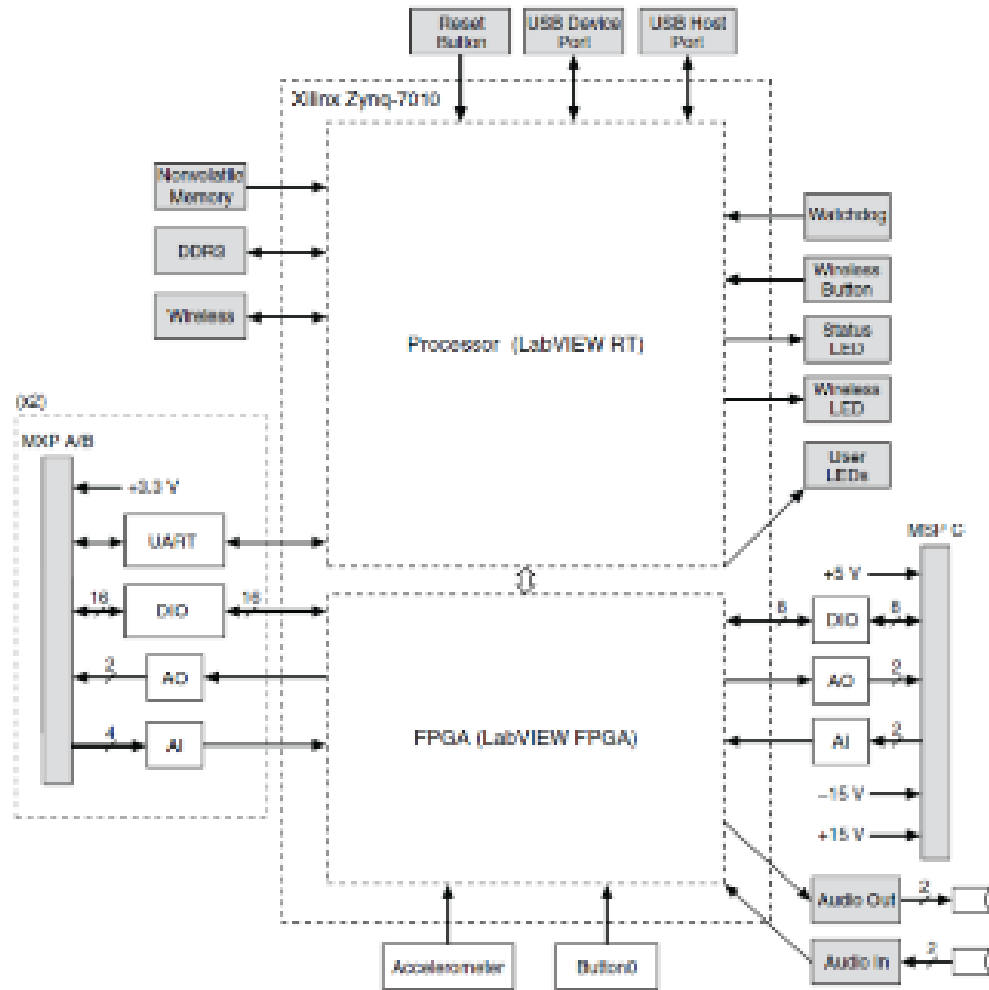 Reset
Button
USB Device
Port
USB Host
Port
Xilinx Zynq-7010
Nonvolatile
Memory
DDR3
Wireless
Watchdog
Wireless
Button
Status
LED
Wireless
LED
User
LEDs
Processor (LabVIEW RT)
(x2)
MXP A/B
+3.3 V
UART
16
DIO
16
2
AO
4
AI
FPGA (LabVIEW FPGA)
MSP C
+5 V
8
DIO
8
AO
2
AI
2
–15 V
+15 V
Audio Out
2
Audio In
2
Accelerometer
Button0